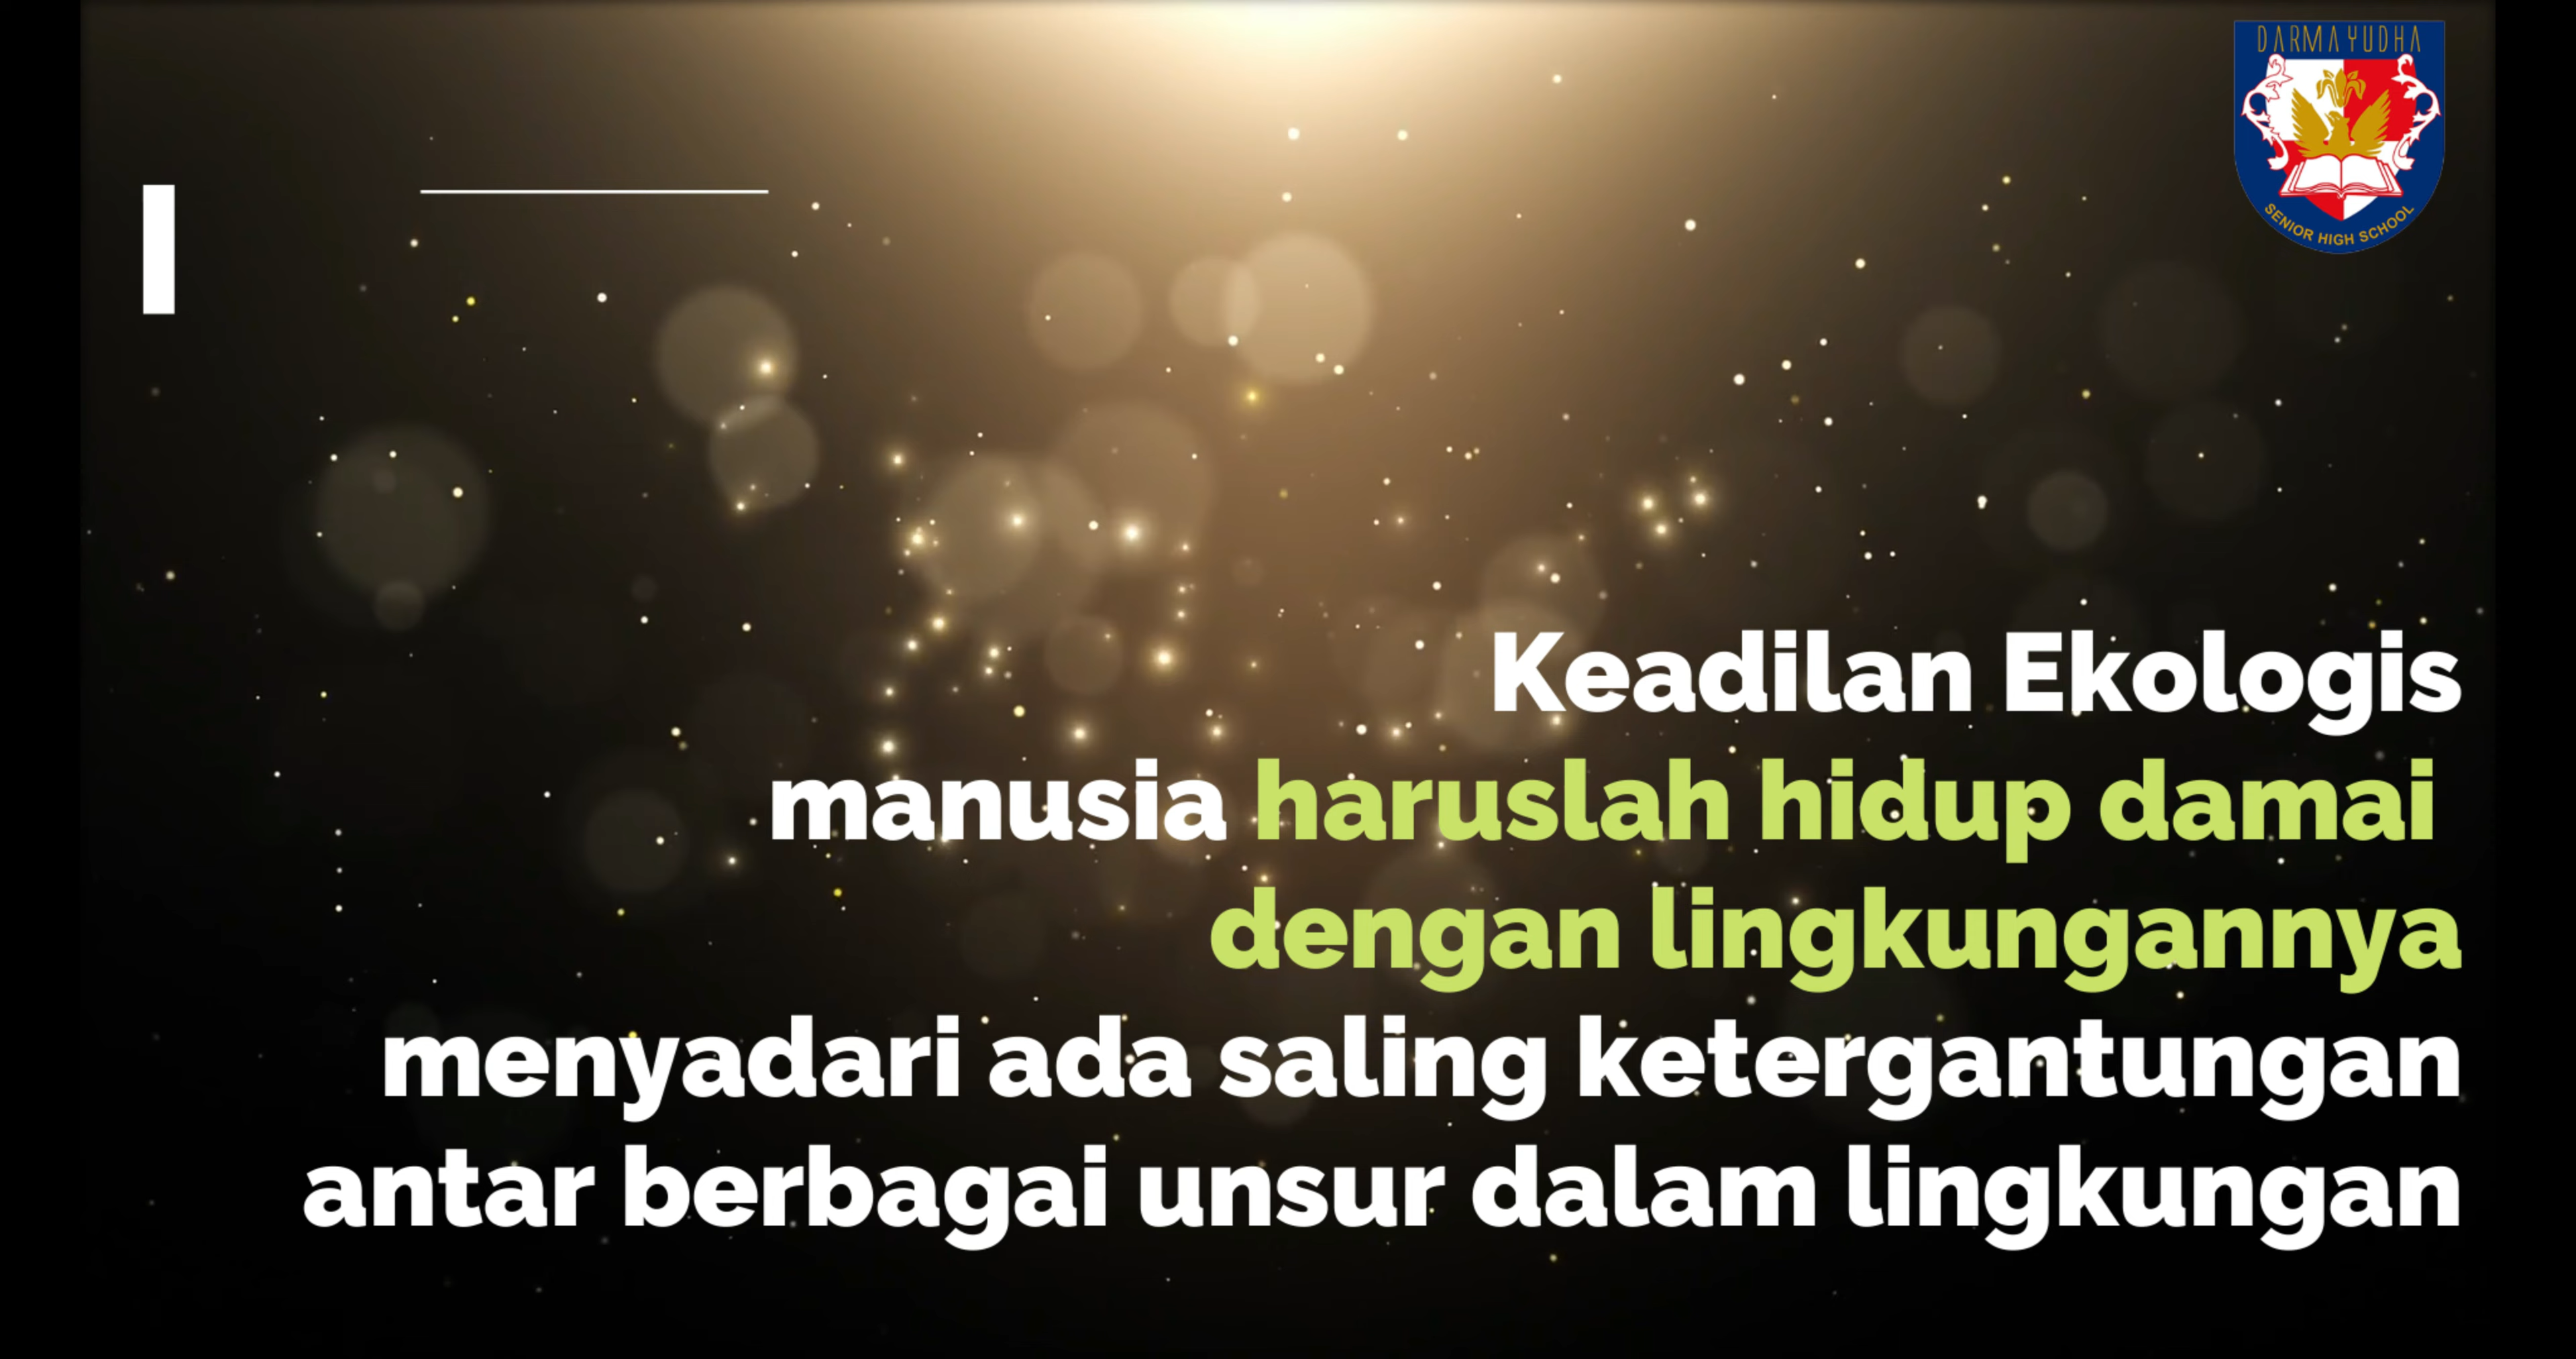 DARMA YUDHA
SENIOR HIGH SCHOOL
I
Keadilan Ekologis
manusia haruslah hidup damai
dengan lingkungannya
menyadari ada saling ketergantungan
antar berbagai unsur dalam lingkungan